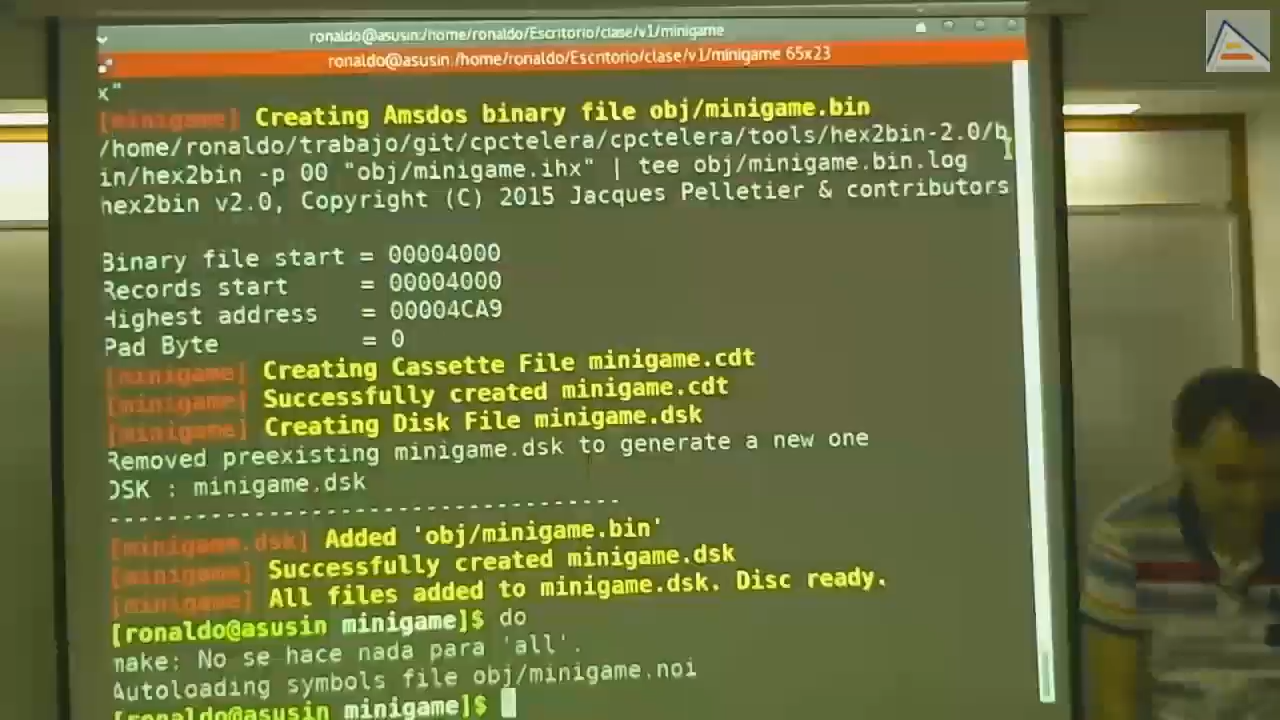 ronaldo@asusin:/home/ronaldo/Escritorio/clase/v1/minigame
ronaldo@asusin:/home/ronaldo/Escritorio/clase/v1/minigame 65x23
x"
[minigame] Creating Amsdos binary file obj/minigame.bin
/home/ronaldo/trabajo/git/cpctelera/cpctelera/tools/hex2bin-2.0/b
in/hex2bin -p 00 "obj/minigame.ihx" | tee obj/minigame.bin.log
hex2bin v2.0, Copyright (C) 2015 Jacques Pelletier & contributors
Binary file start = 00004000
Records start = 00004000
Highest address = 00004CA9
Pad Byte = 0
[minigame] Creating Cassette File minigame.cdt
[minigame] Successfully created minigame.cdt
[minigame] Creating Disk File minigame.dsk
Removed preexisting minigame.dsk to generate a new one
DSK : minigame.dsk
------------------------------------
[minigame.dsk] Added 'obj/minigame.bin'
[minigame] Successfully created minigame.dsk
[minigame] All files added to minigame.dsk. Disc ready.
[ronaldo@asusin minigame]$ do
make: No se hace nada para 'all'.
Autoloading symbols file obj/minigame.noi
[ronaldo@asusin minigame]$